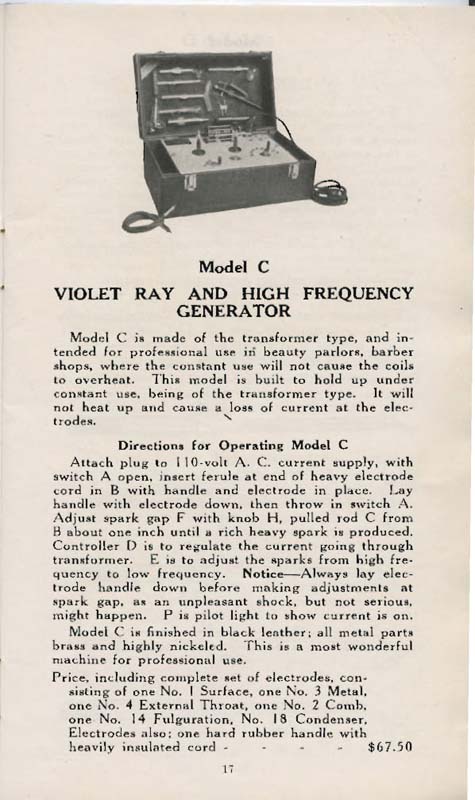 Model C
VIOLET RAY AND HIGH FREQUENCY
GENERATOR
Model C is made of the transformer type, and in-
tended for professional use in beauty parlors, barber
shops, where the constant use will not cause the coils
to overheat. This model is built to hold up under
constant use, being of the transformer type. It will
not heat up and cause a loss of current at the elec-
trodes.
Directions for Operating Model C
Attach plug to 110-volt A. C. current supply, with
switch A open, insert ferule at end of heavy electrode
cord in B with handle and electrode in place. Lay
handle with electrode down, then throw in switch A.
Adjust spark gap F with knob H, pulled rod C from
B about one inch until a rich heavy spark is produced.
Controller D is to regulate the current going through
transformer. E is to adjust the sparks from high fre-
quency to low frequency. Notice—Always lay elec-
trode handle down before making adjustments at
spark gap, as an unpleasant shock, but not serious,
might happen. P is pilot light to show current is on.
Model C is finished in black leather; all metal parts
brass and highly nickeled. This is a most wonderful
machine for professional use.
Price, including complete set of electrodes, con-
sisting of one No. 1 Surface, one No. 3 Metal,
one No. 4 External Throat, one No. 2 Comb,
one No. 14 Fulguration, No. 18 Condenser,
Electrodes also; one hard rubber handle with
heavily insulated cord - - - - - $67.50
17